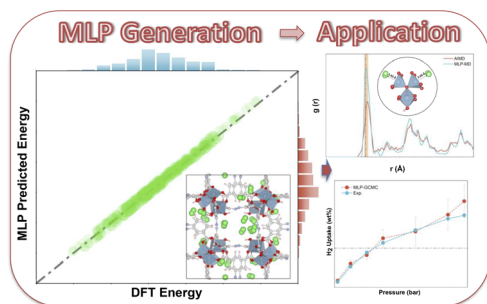 MLP Generation
Application
MLP Predicted Energy
DFT Energy
g (r)
AIMD
MLP-MD
r (Å)
H2 Uptake (wt%)
MLP-GCMC
Exp.
Pressure (bar)